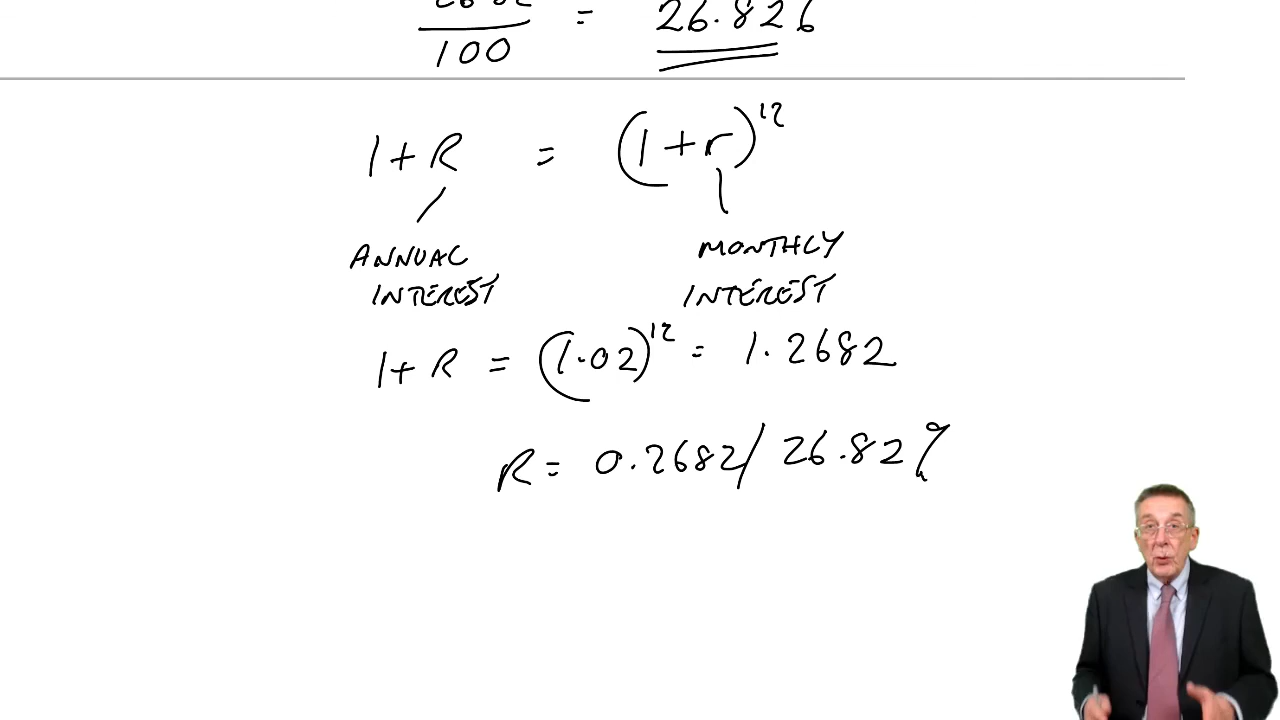 100 = 26.82%
1 + R = (1 + r)^12
ANNUAL INTEREST
MONTHLY INTEREST
1 + R = (1.02)^12 = 1.2682
R = 0.2682 / 26.82%